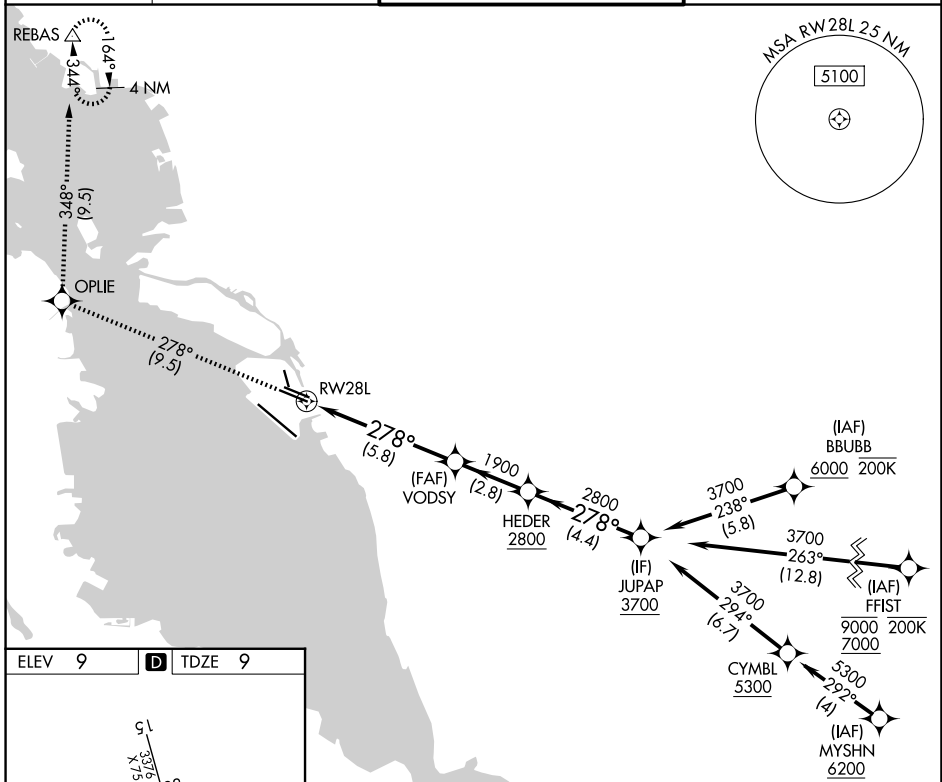 REBAS
164°
344°
4 NM
348°
(9.5)
OPLIE
278°
(9.5)
RW28L
MSA RW28L 25 NM
5100
278°
(5.8)
(FAF)
VODSY
1900
(2.8)
HEDER
2800
2800
278°
(4.4)
(IF)
JUPAP
3700
(IAF)
BBUBB
6000 200K
3700
238°
(5.8)
3700
263°
(12.8)
(IAF)
FFIST
9000 200K
7000
3700
294°
(6.7)
CYMBL
5300
5300
292°
(4)
(IAF)
MYSHN
6200
ELEV 9
D
TDZE 9
15
3376
X 75